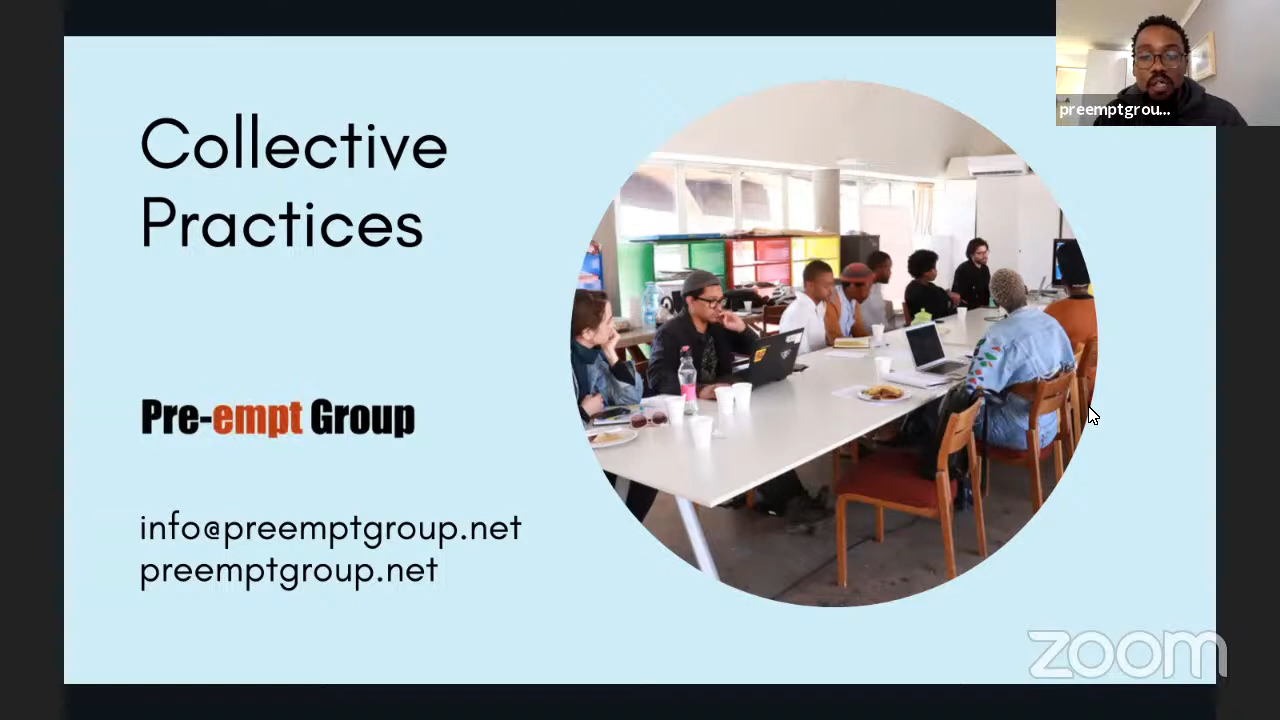 Collective
Practices
Pre-empt Group
info@preemptgroup.net
preemptgroup.net
preemptgrou...
zoom